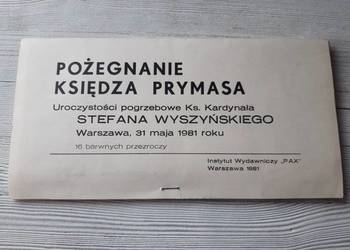 POŻEGNANIE
KSIĘDZA PRYMASA
Uroczystości pogrzebowe Ks. Kardynała
STEFANA WYSZYŃSKIEGO
Warszawa, 31 maja 1981 roku
16 barwnych przezroczy
Instytut Wydawniczy „PAX"
Warszawa 1981